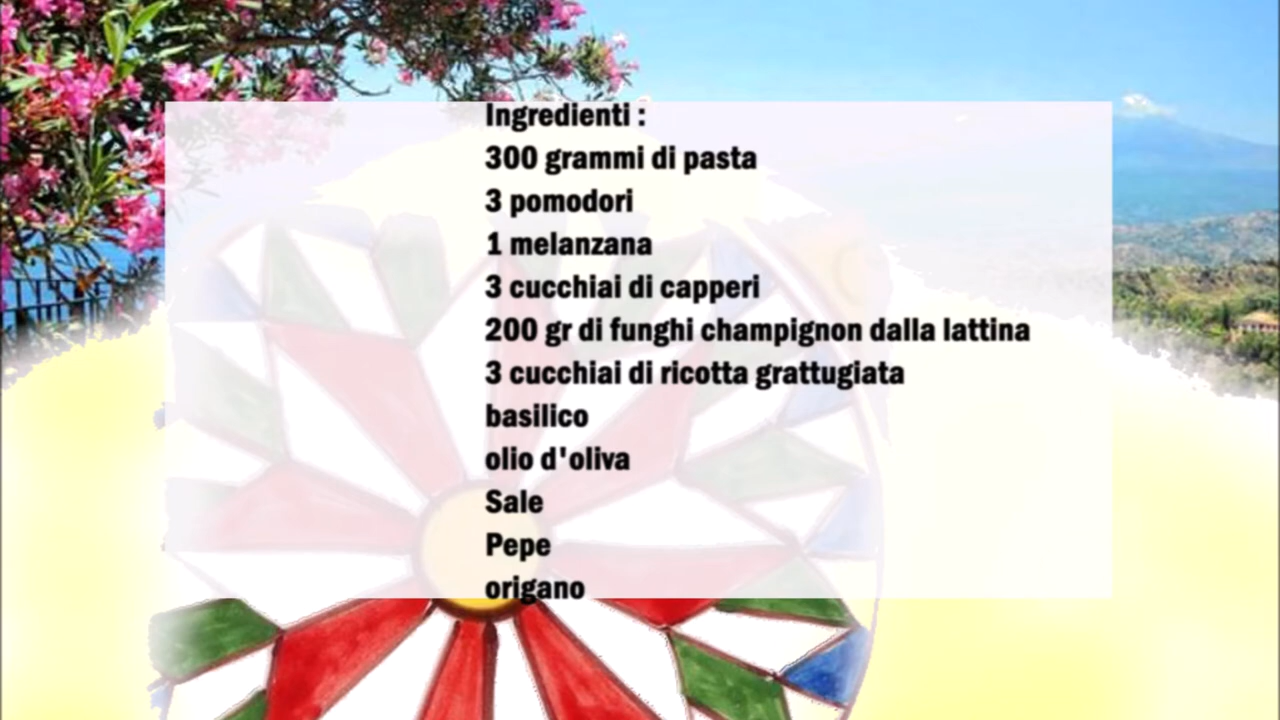 Ingredienti :
300 grammi di pasta
3 pomodori
1 melanzana
3 cucchiai di capperi
200 gr di funghi champignon dalla lattina
3 cucchiai di ricotta grattugiata
basilico
olio d'oliva
Sale
Pepe
origano